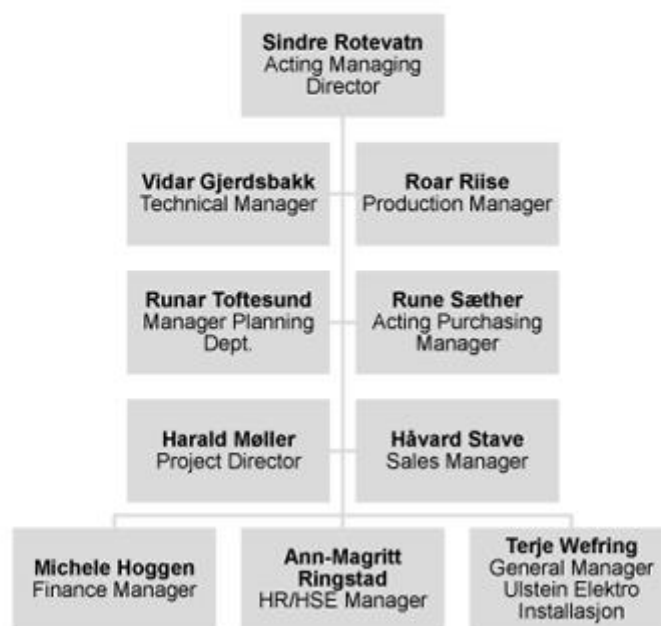 Sindre Rotevatn
Acting Managing
Director
Vidar Gjerdsbakk
Technical Manager
Roar Riise
Production Manager
Runar Toftesund
Manager Planning
Dept.
Rune Sæther
Acting Purchasing
Manager
Harald Møller
Project Director
Håvard Stave
Sales Manager
Michele Hoggen
Finance Manager
Ann-Magritt
Ringstad
HR/HSE Manager
Terje Wefring
General Manager
Ulstein Elektro
Installasjon